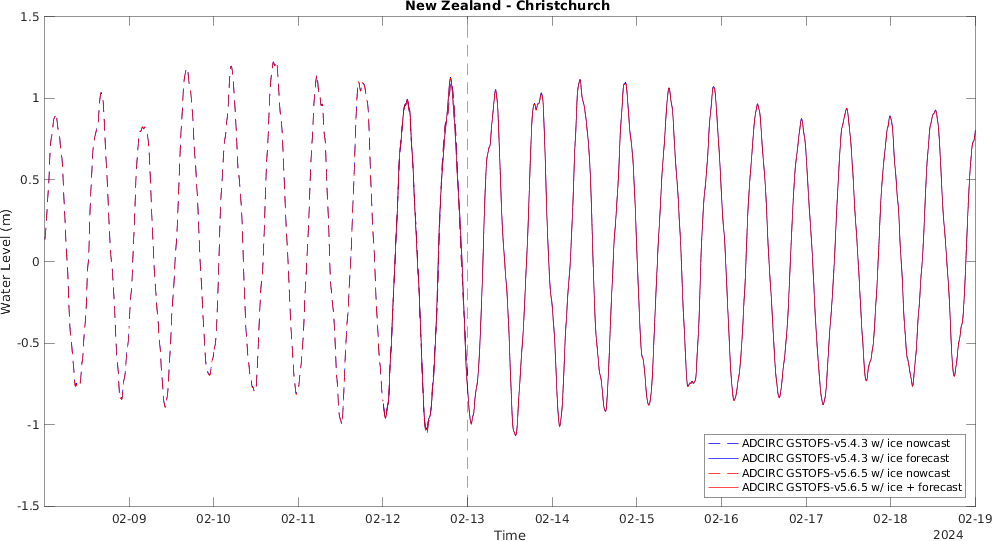 New Zealand - Christchurch
1.5
1
0.5
0
-0.5
-1
-1.5
Water Level (m)
ADCIRC GSTOFS-v5.4.3 w/ ice nowcast
ADCIRC GSTOFS-v5.4.3 w/ ice forecast
ADCIRC GSTOFS-v5.6.5 w/ ice nowcast
ADCIRC GSTOFS-v5.6.5 w/ ice + forecast
02-09 02-10 02-11 02-12 02-13 02-14 02-15 02-16 02-17 02-18 02-19
Time
2024